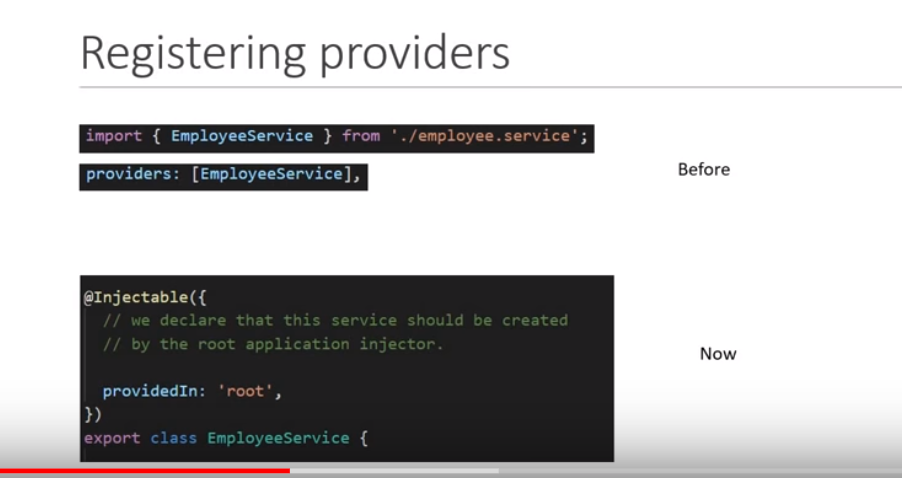 Registering providers
import { EmployeeService } from './employee.service';
providers: [EmployeeService],
Before
@Injectable({
// we declare that this service should be created
// by the root application injector.
providedIn: 'root',
})
export class EmployeeService {
Now